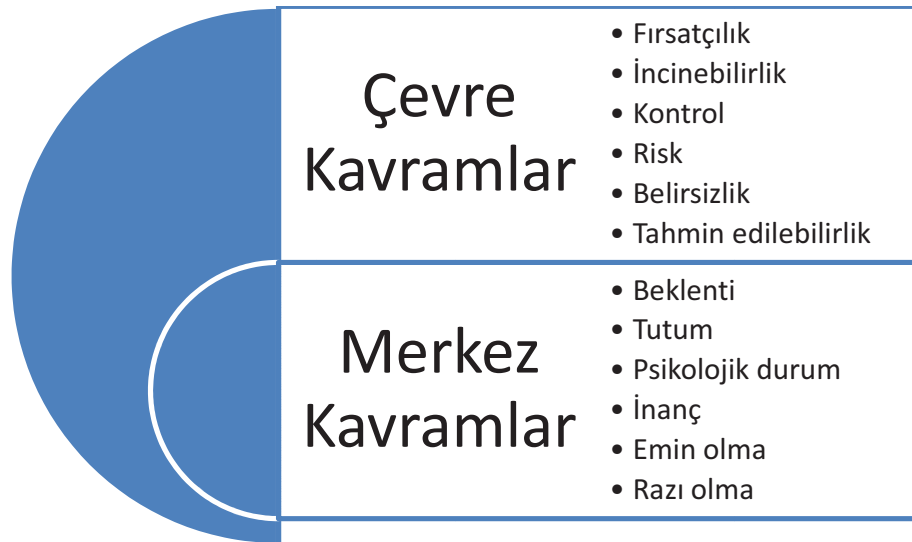 Çevre
Kavramlar
• Fırsatçılık
• İncinebilirlik
• Kontrol
• Risk
• Belirsizlik
• Tahmin edilebilirlik
Merkez
Kavramlar
• Beklenti
• Tutum
• Psikolojik durum
• İnanç
• Emin olma
• Razı olma